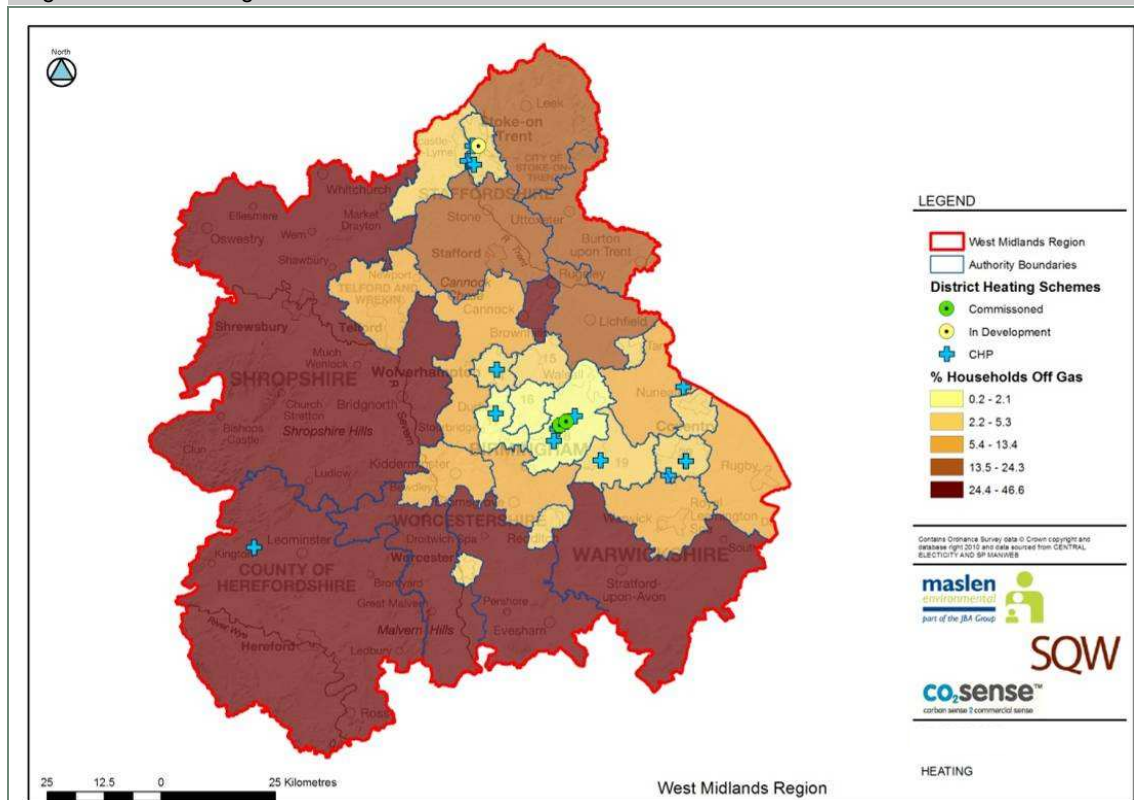 North
Leek
Stoke-on
Trent
CITY OF
STOKE-ON-
TRENT
STAFFORDSHIRE
Whitchurch
Ellesmere
Market
Drayton
Oswestry
Wem
Stone
Uttoxeter
Shawbury
Stafford
R. Trent
Burton
upon Trent
Newport
TELFORD AND
WREKIN
Cannock
Chase
Rugeley
Cannock
Lichfield
Shrewsbury
Telford
Much
Wenlock
Wolverhampton
15
Walsall
SHROPSHIRE
R. Severn
Nuneaton
Church
Stretton
Bridgnorth
16
Bishops
Castle
Shropshire Hills
Stourbridge
BIRMINGHAM
Coventry
Clun
Ludlow
Kidderminster
19
Rugby
Bewdley
WORCESTERSHIRE
Redditch
Warwick
Royal
Leamington
Droitwich Spa
Leominster
Kington
Worcester
WARWICKSHIRE
COUNTY OF
HEREFORDSHIRE
Bromyard
Stratford-
upon-Avon
Great Malvern
Pershore
River Wye
Malvern Hills
Evesham
Hereford
Ledbury
Ross
LEGEND
West Midlands Region
Authority Boundaries
District Heating Schemes
Commissoned
In Development
CHP
% Households Off Gas
0.2 - 2.1
2.2 - 5.3
5.4 - 13.4
13.5 - 24.3
24.4 - 46.6
Contains Ordnance Survey data © Crown copyright and
database right 2010 and data sourced from CENTRAL
ELECTICITY AND SP MANWEB
maslen
environmental
part of the JBA Group
SQW
CO2sense™
carbon sense 2 commercial sense
HEATING
25 12.5 0 25 Kilometres
West Midlands Region